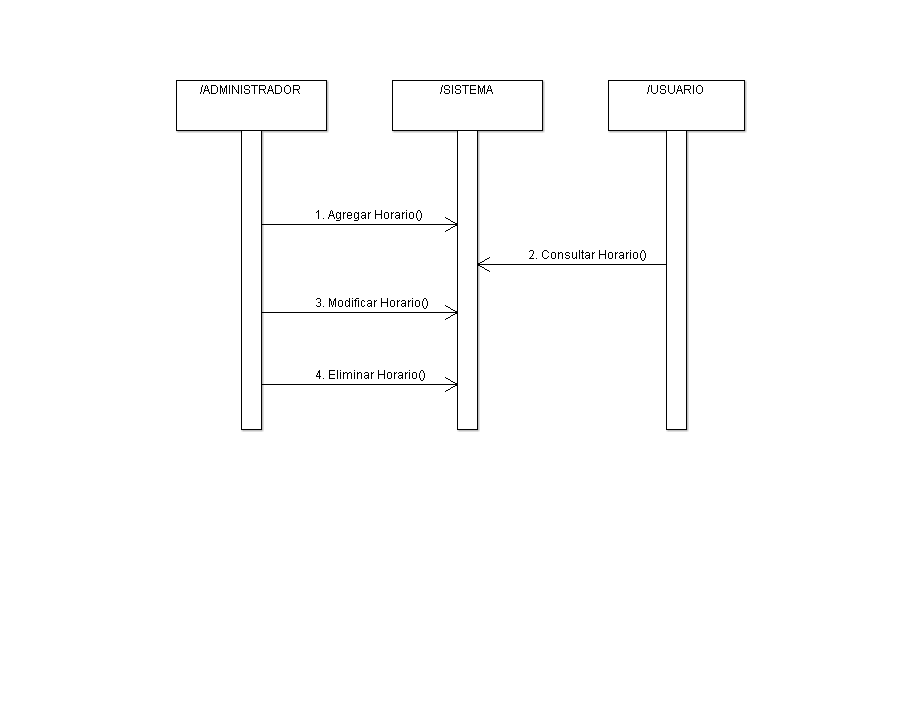 /ADMINISTRADOR
/SISTEMA
/USUARIO
1. Agregar Horario()
2. Consultar Horario()
3. Modificar Horario()
4. Eliminar Horario()